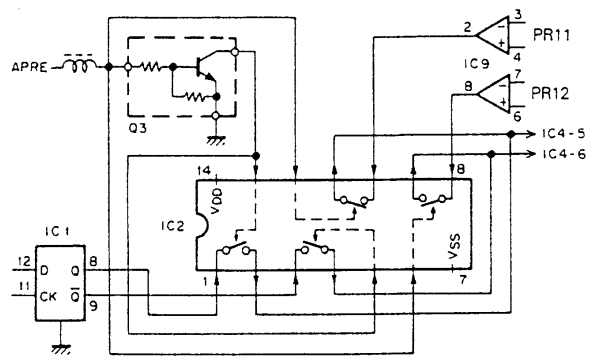 2
3
PR11
4
IC9
APRE
8
7
PR12
6
Q3
IC4-5
IC4-6
14
8
VDD
IC2
VSS
IC1
12
D
Q
8
11
CK
Q̅
9
1
7